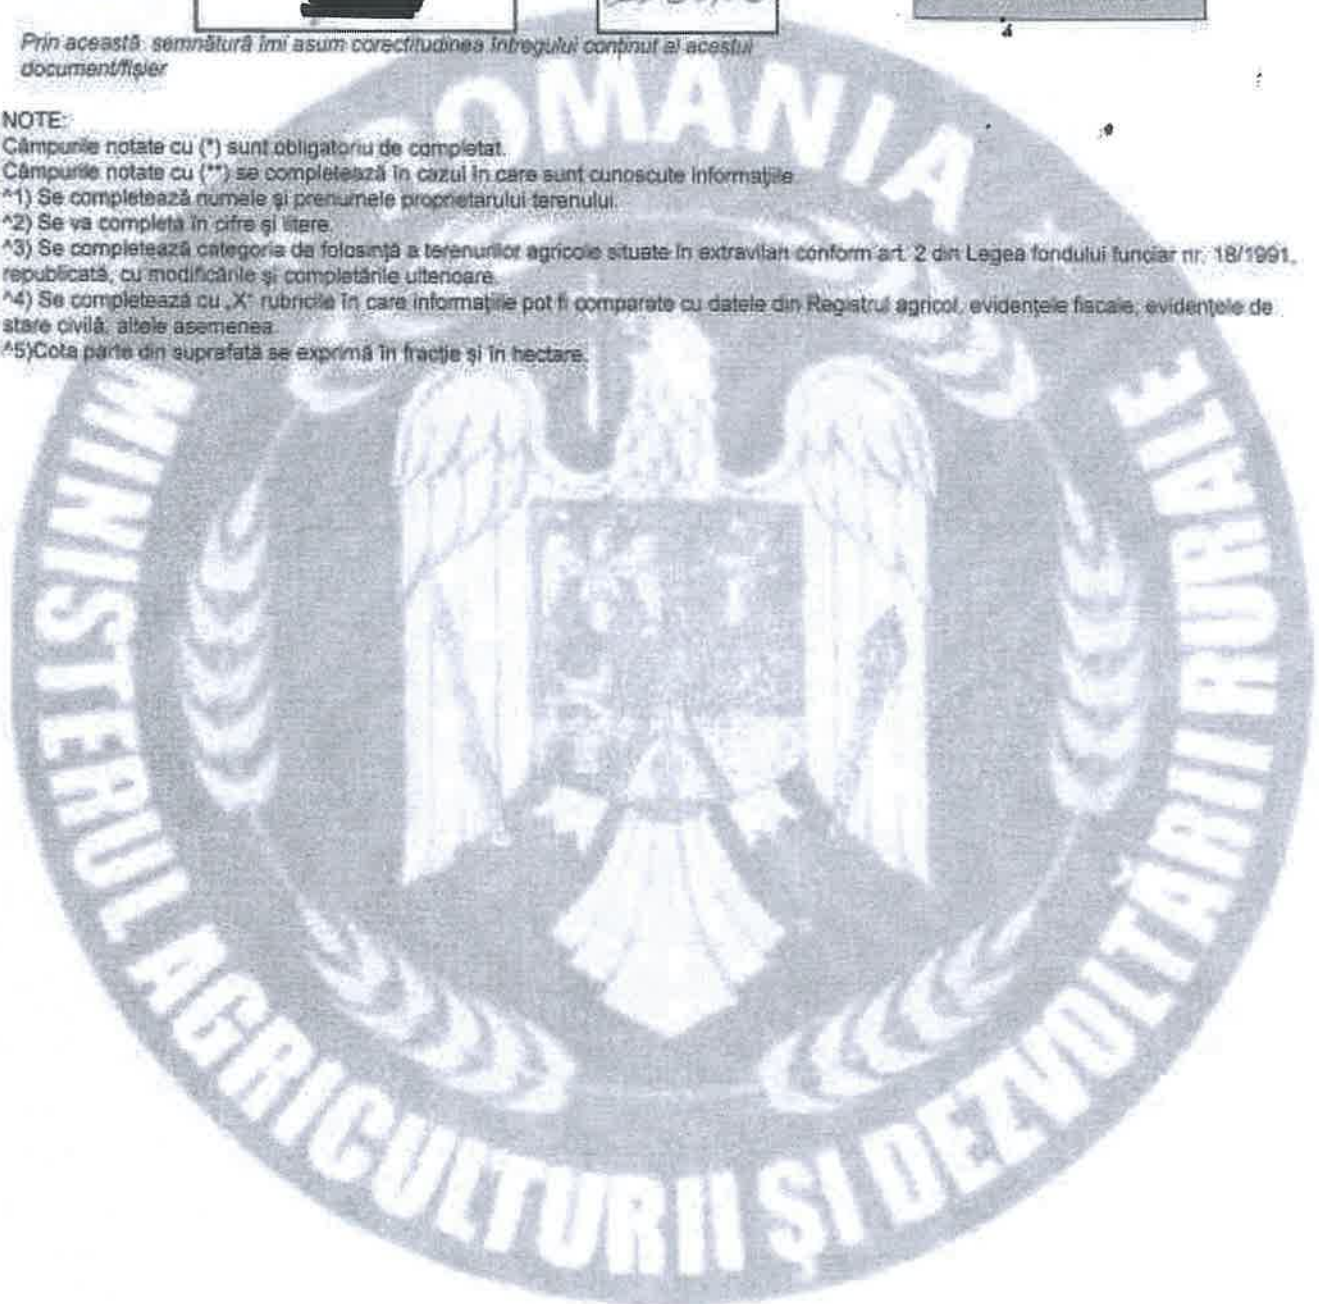 Prin această semnătură îmi asum corectitudinea întregului conținut al acestui
document/fișier
NOTE:
Câmpurile notate cu (*) sunt obligatoriu de completat.
Câmpurile notate cu (**) se completează în cazul în care sunt cunoscute informațiile.
^1) Se completează numele și prenumele proprietarului terenului.
^2) Se va completa în cifre și litere.
^3) Se completează categoria de folosință a terenurilor agricole situate în extravilan conform art. 2 din Legea fondului funciar nr. 18/1991,
republicată, cu modificările și completările ulterioare.
^4) Se completează cu „X" rubricile în care informațiile pot fi comparate cu datele din Registrul agricol, evidențele fiscale, evidențele de
stare civilă, altele asemenea.
^5)Cota parte din suprafată se exprimă în fracție și în hectare.
ROMANIA
MINISTERUL AGRICULTURII ȘI DEZVOLTĂRII RURALE